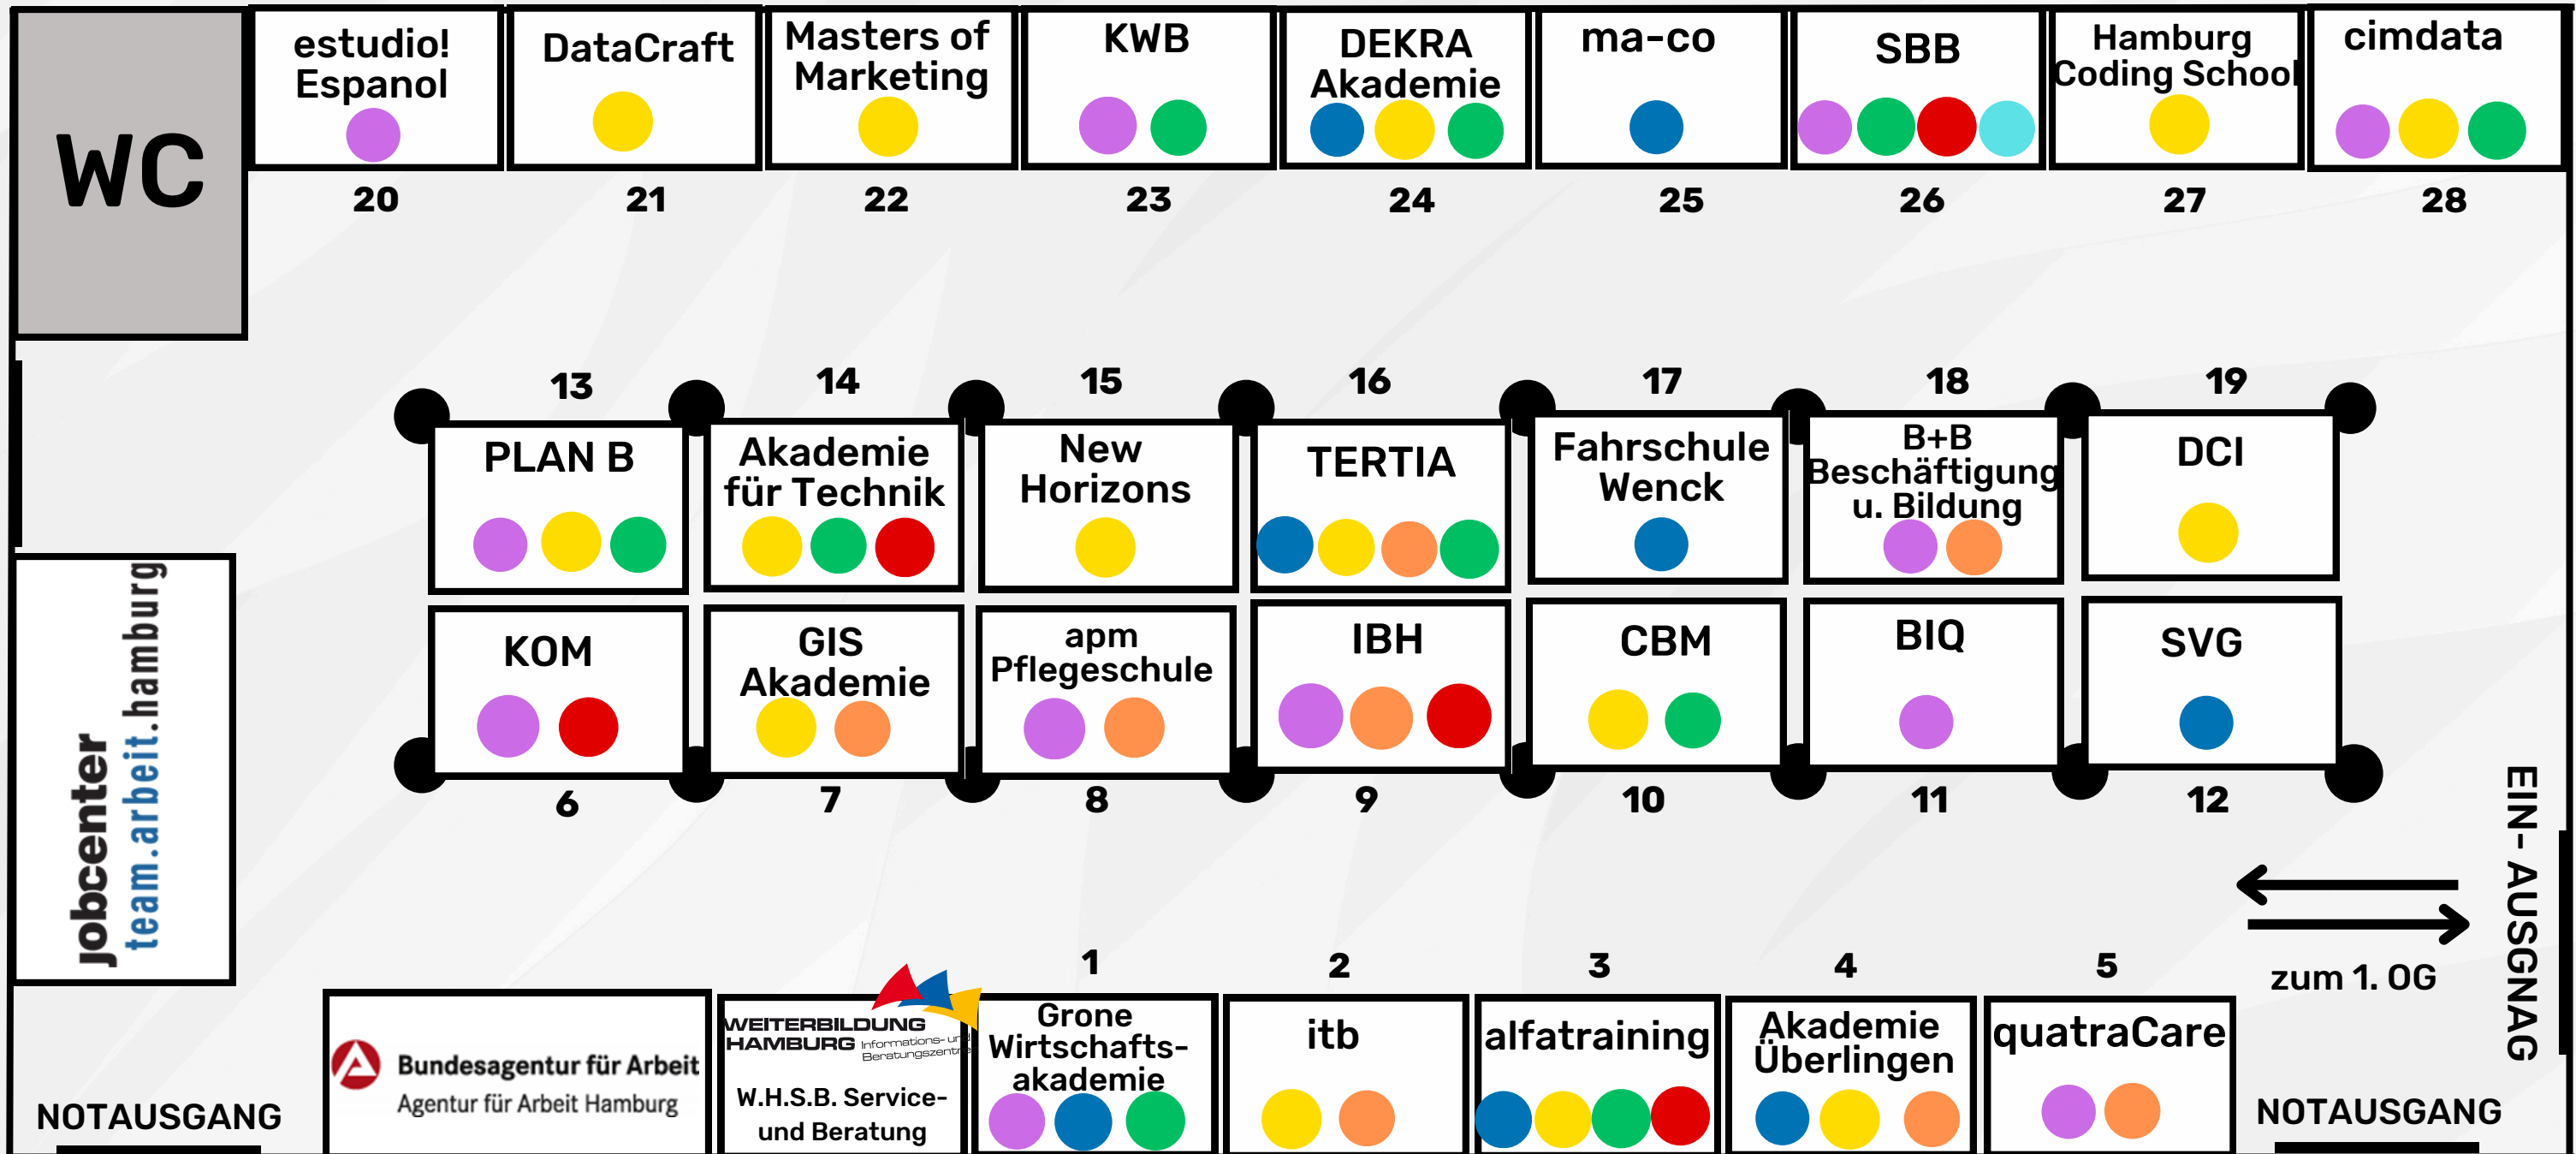 WC
estudio!
Espanol
20
DataCraft
21
Masters of
Marketing
22
KWB
23
DEKRA
Akademie
24
ma-co
25
SBB
26
Hamburg
Coding School
27
cimdata
28
13
PLAN B
14
Akademie
für Technik
15
New
Horizons
16
TERTIA
17
Fahrschule
Wenck
18
B+B
Beschäftigung
u. Bildung
19
DCI
KOM
6
GIS
Akademie
7
apm
Pflegeschule
8
IBH
9
CBM
10
BIQ
11
SVG
12
jobcenter
team.arbeit.hamburg
EIN- AUSGNAG
zum 1. OG
NOTAUSGANG
Bundesagentur für Arbeit
Agentur für Arbeit Hamburg
WEITERBILDUNG
HAMBURG Informations- und
Beratungszentre
W.H.S.B. Service-
und Beratung
1
Grone
Wirtschafts-
akademie
2
itb
3
alfatraining
4
Akademie
Überlingen
5
quatraCare
NOTAUSGANG